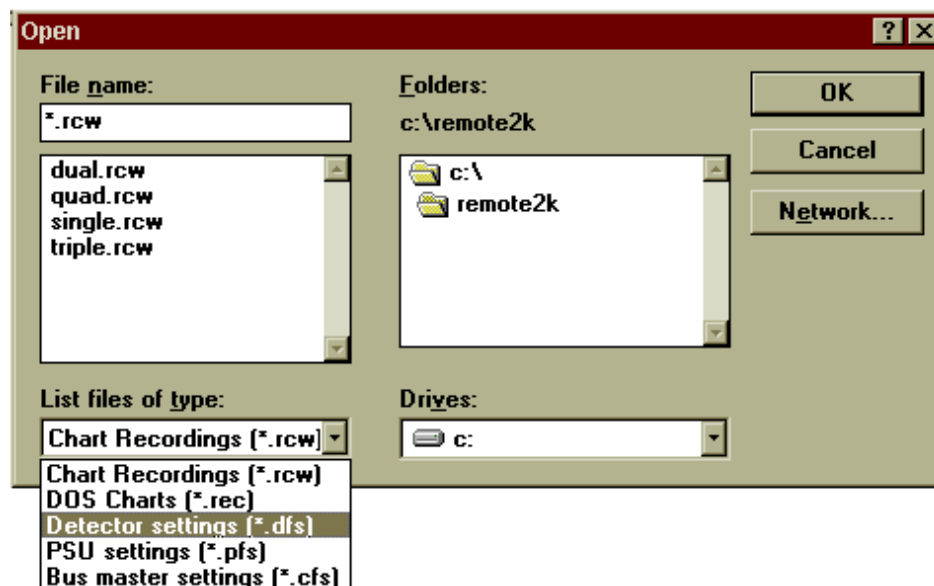 Open
File name:
*.rcw
dual.rcw
quad.rcw
single.rcw
triple.rcw
Folders:
c:\remote2k
c:\
remote2k
OK
Cancel
Network...
List files of type:
Chart Recordings (*.rcw)
Chart Recordings (*.rcw)
DOS Charts (*.rec)
Detector settings (*.dfs)
PSU settings (*.pfs)
Bus master settings (*.cfs)
Drives:
c: